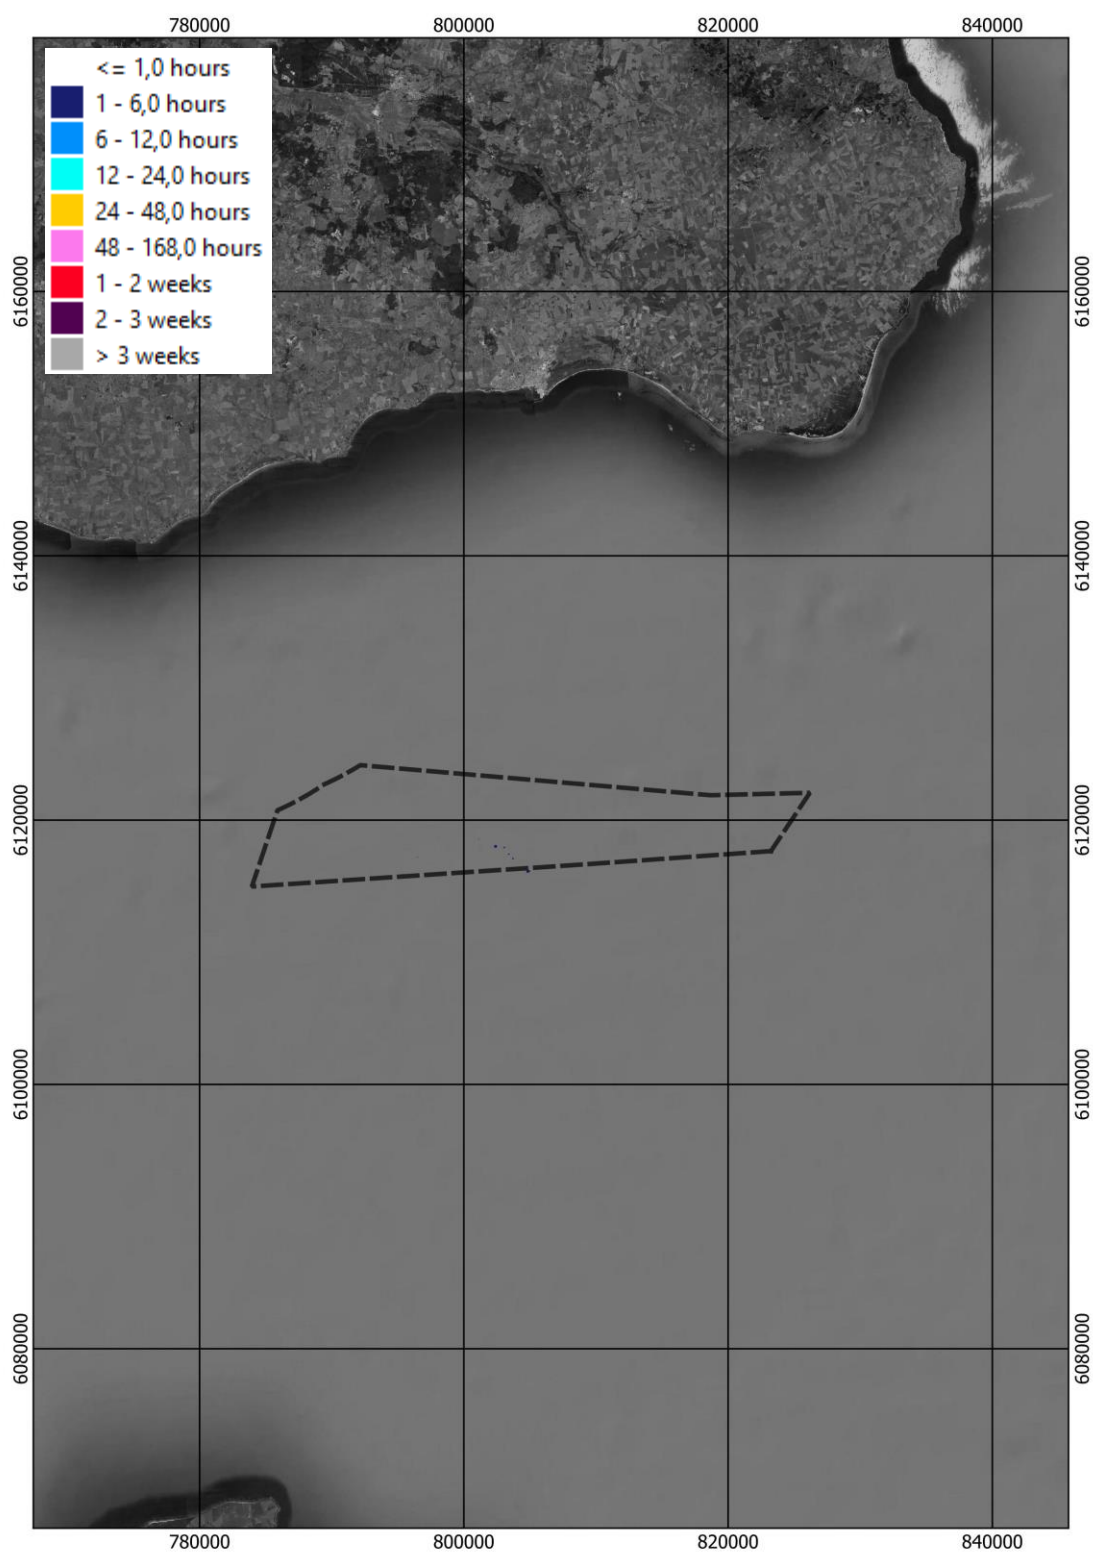 780000 800000 820000 840000
<= 1,0 hours
1 - 6,0 hours
6 - 12,0 hours
12 - 24,0 hours
24 - 48,0 hours
48 - 168,0 hours
1 - 2 weeks
2 - 3 weeks
> 3 weeks
6160000 6160000
6140000 6140000
6120000 6120000
6100000 6100000
6080000 6080000
780000 800000 820000 840000